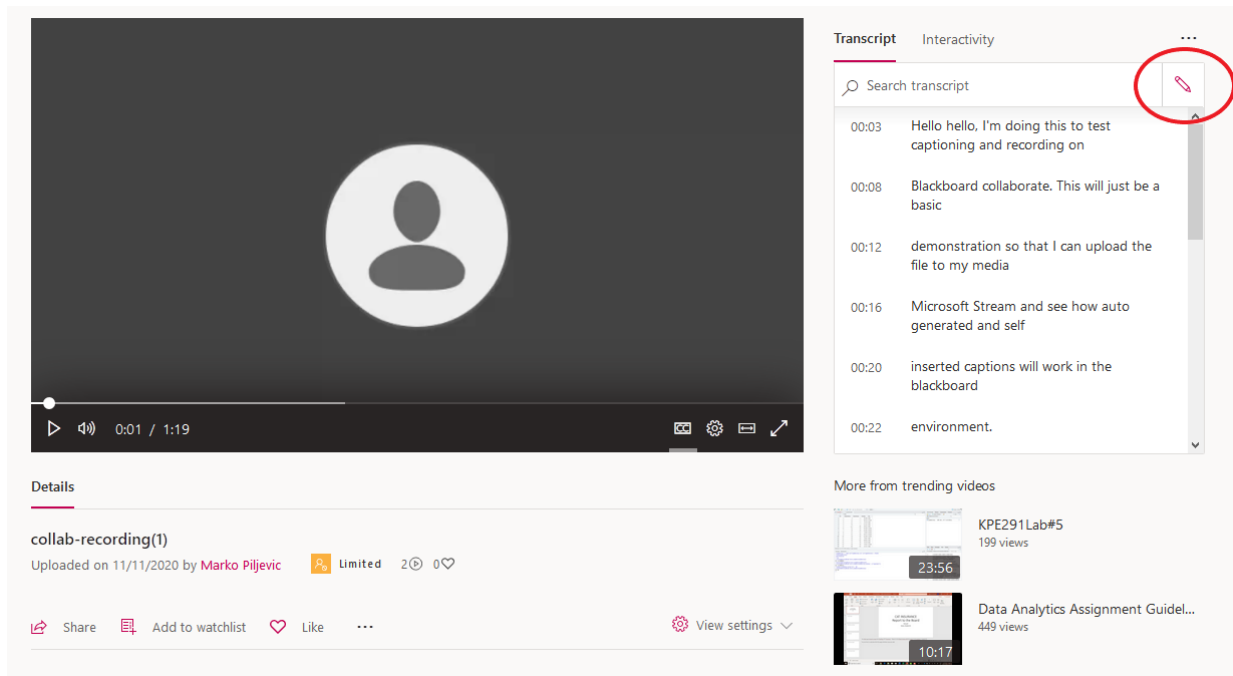 Transcript Interactivity ...
Search transcript
00:03 Hello hello, I'm doing this to test
captioning and recording on
00:08 Blackboard collaborate. This will just be a
basic
00:12 demonstration so that I can upload the
file to my media
00:16 Microsoft Stream and see how auto
generated and self
00:20 inserted captions will work in the
blackboard
00:22 environment.
0:01 / 1:19 CC
Details
collab-recording(1)
Uploaded on 11/11/2020 by Marko Piljevic Limited 2 0
Share Add to watchlist Like ... View settings
More from trending videos
KPE291Lab#5
199 views
23:56
Data Analytics Assignment Guidel...
449 views
10:17